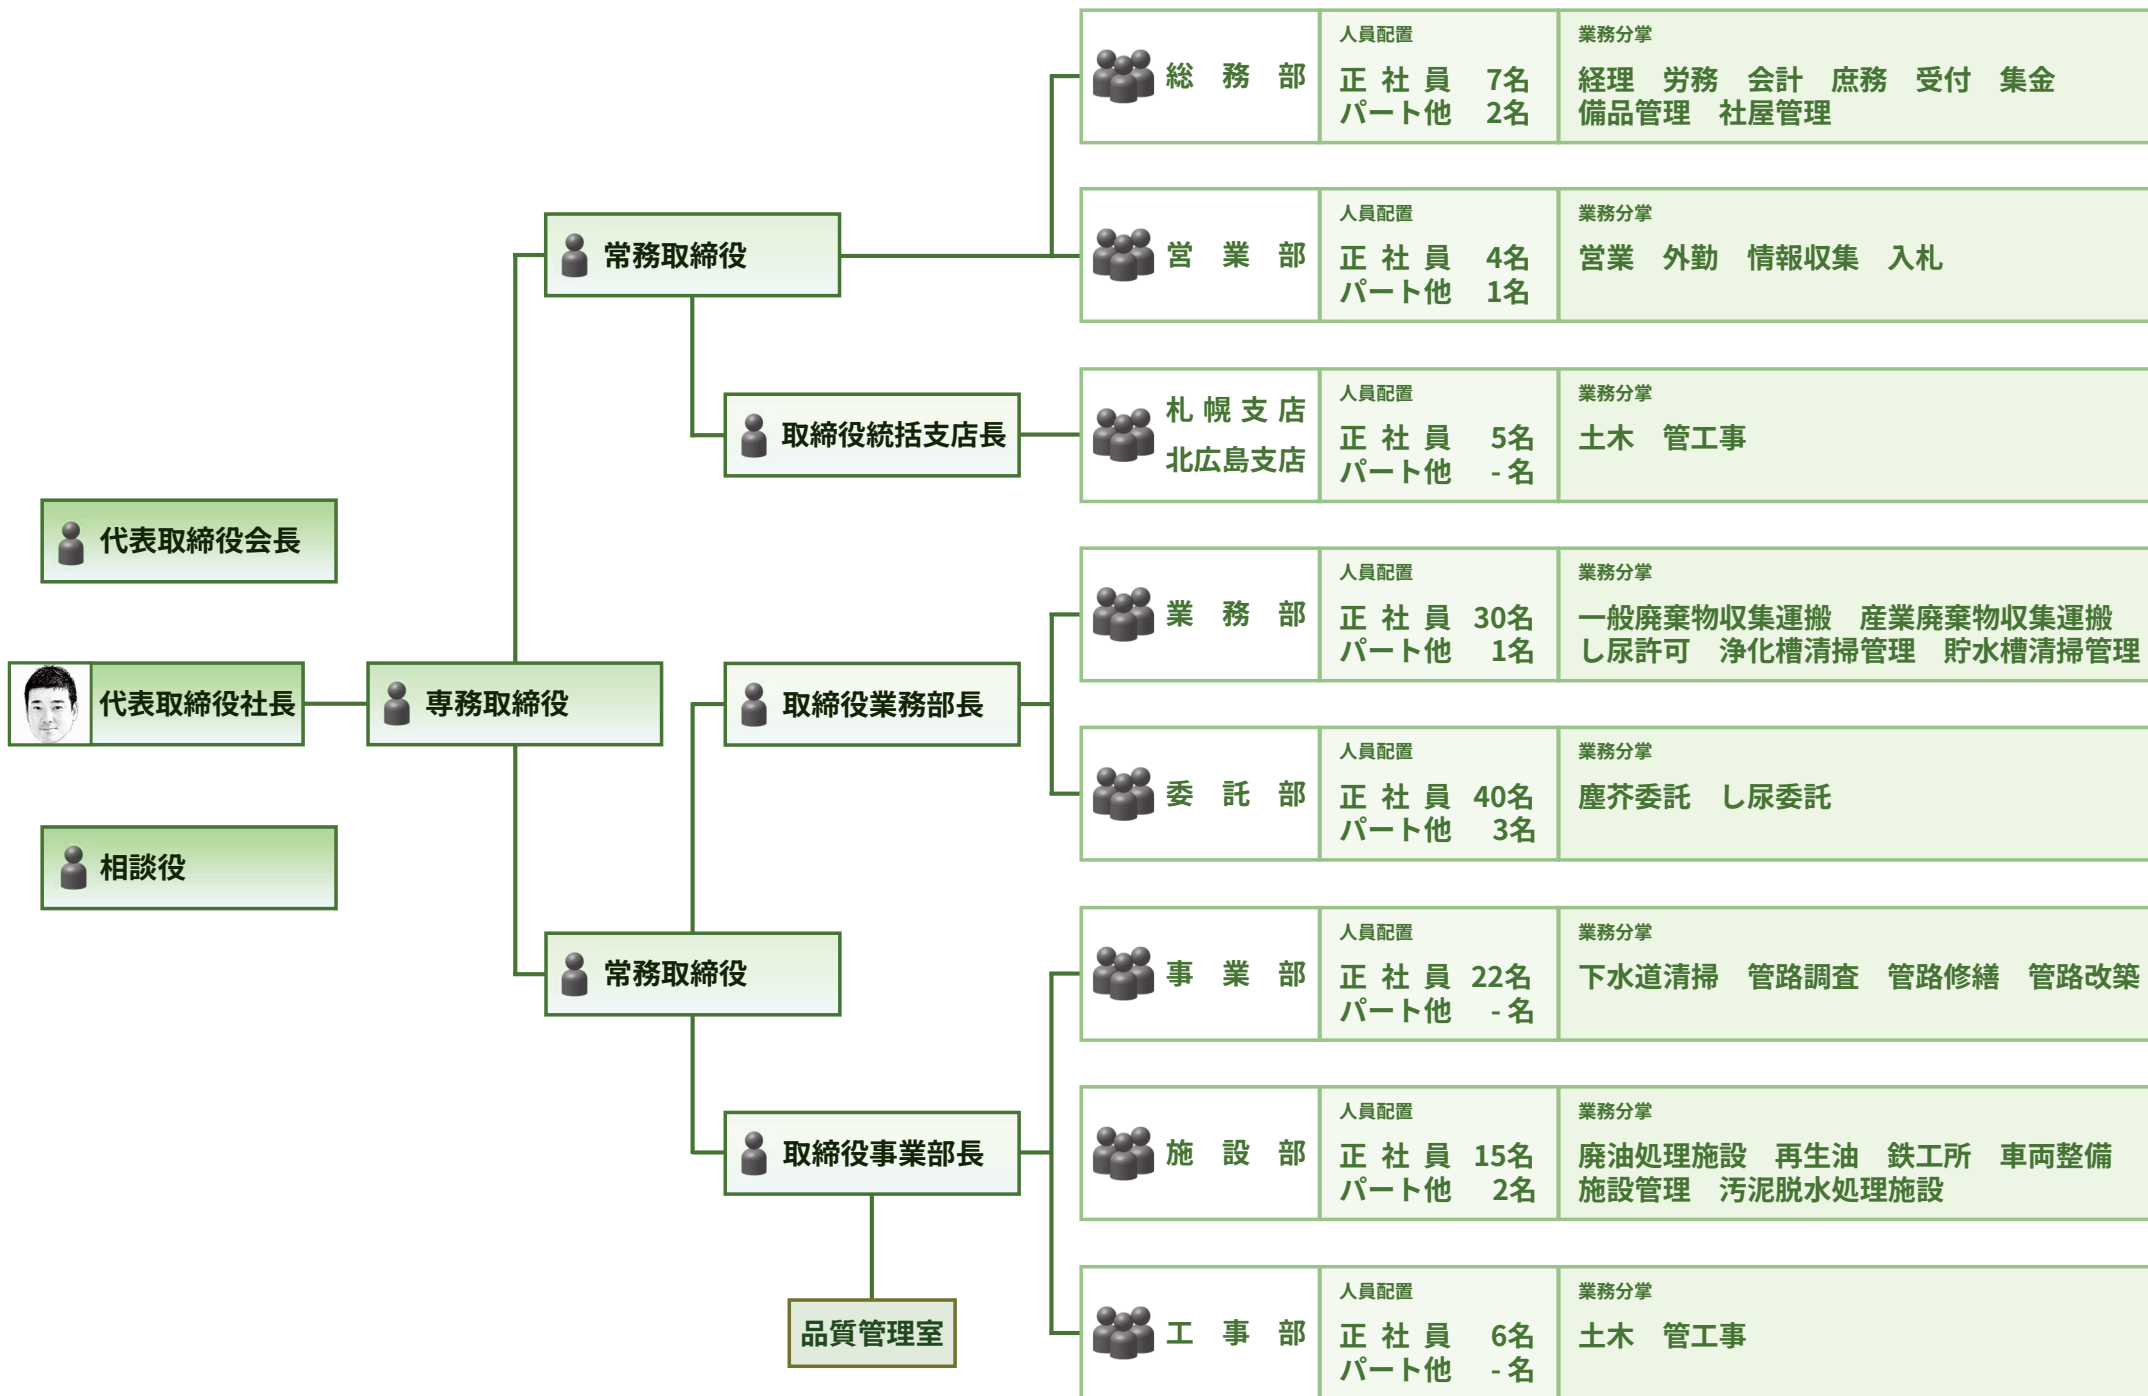 代表取締役会長
代表取締役社長
相談役
専務取締役
常務取締役
取締役統括支店長
取締役業務部長
常務取締役
取締役事業部長
品質管理室
総務部
人員配置
正社員 7名
パート他 2名
業務分掌
経理 労務 会計 庶務 受付 集金
備品管理 社屋管理
営業部
人員配置
正社員 4名
パート他 1名
業務分掌
営業 外勤 情報収集 入札
札幌支店
北広島支店
人員配置
正社員 5名
パート他 -名
業務分掌
土木 管工事
業務部
人員配置
正社員 30名
パート他 1名
業務分掌
一般廃棄物収集運搬 産業廃棄物収集運搬
し尿許可 浄化槽清掃管理 貯水槽清掃管理
委託部
人員配置
正社員 40名
パート他 3名
業務分掌
塵芥委託 し尿委託
事業部
人員配置
正社員 22名
パート他 -名
業務分掌
下水道清掃 管路調査 管路修繕 管路改築
施設部
人員配置
正社員 15名
パート他 2名
業務分掌
廃油処理施設 再生油 鉄工所 車両整備
施設管理 汚泥脱水処理施設
工事部
人員配置
正社員 6名
パート他 -名
業務分掌
土木 管工事